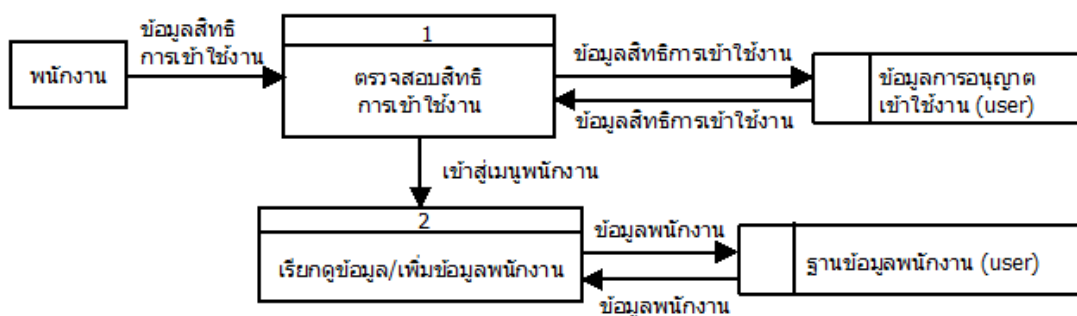 พนักงาน
ข้อมูลสิทธิ
การเข้าใช้งาน
1
ตรวจสอบสิทธิ
การเข้าใช้งาน
ข้อมูลสิทธิการเข้าใช้งาน
ข้อมูลสิทธิการเข้าใช้งาน
ข้อมูลการอนุญาต
เข้าใช้งาน (user)
เข้าสู่เมนูพนักงาน
2
เรียกดูข้อมูล/เพิ่มข้อมูลพนักงาน
ข้อมูลพนักงาน
ข้อมูลพนักงาน
ฐานข้อมูลพนักงาน (user)